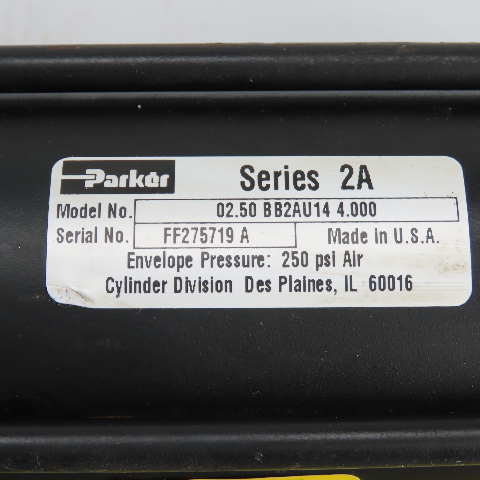 Parker Series 2A
Model No. 02.50 BB2AU14 4.000
Serial No. FF275719 A Made in U.S.A.
Envelope Pressure: 250 psi Air
Cylinder Division Des Plaines, IL 60016